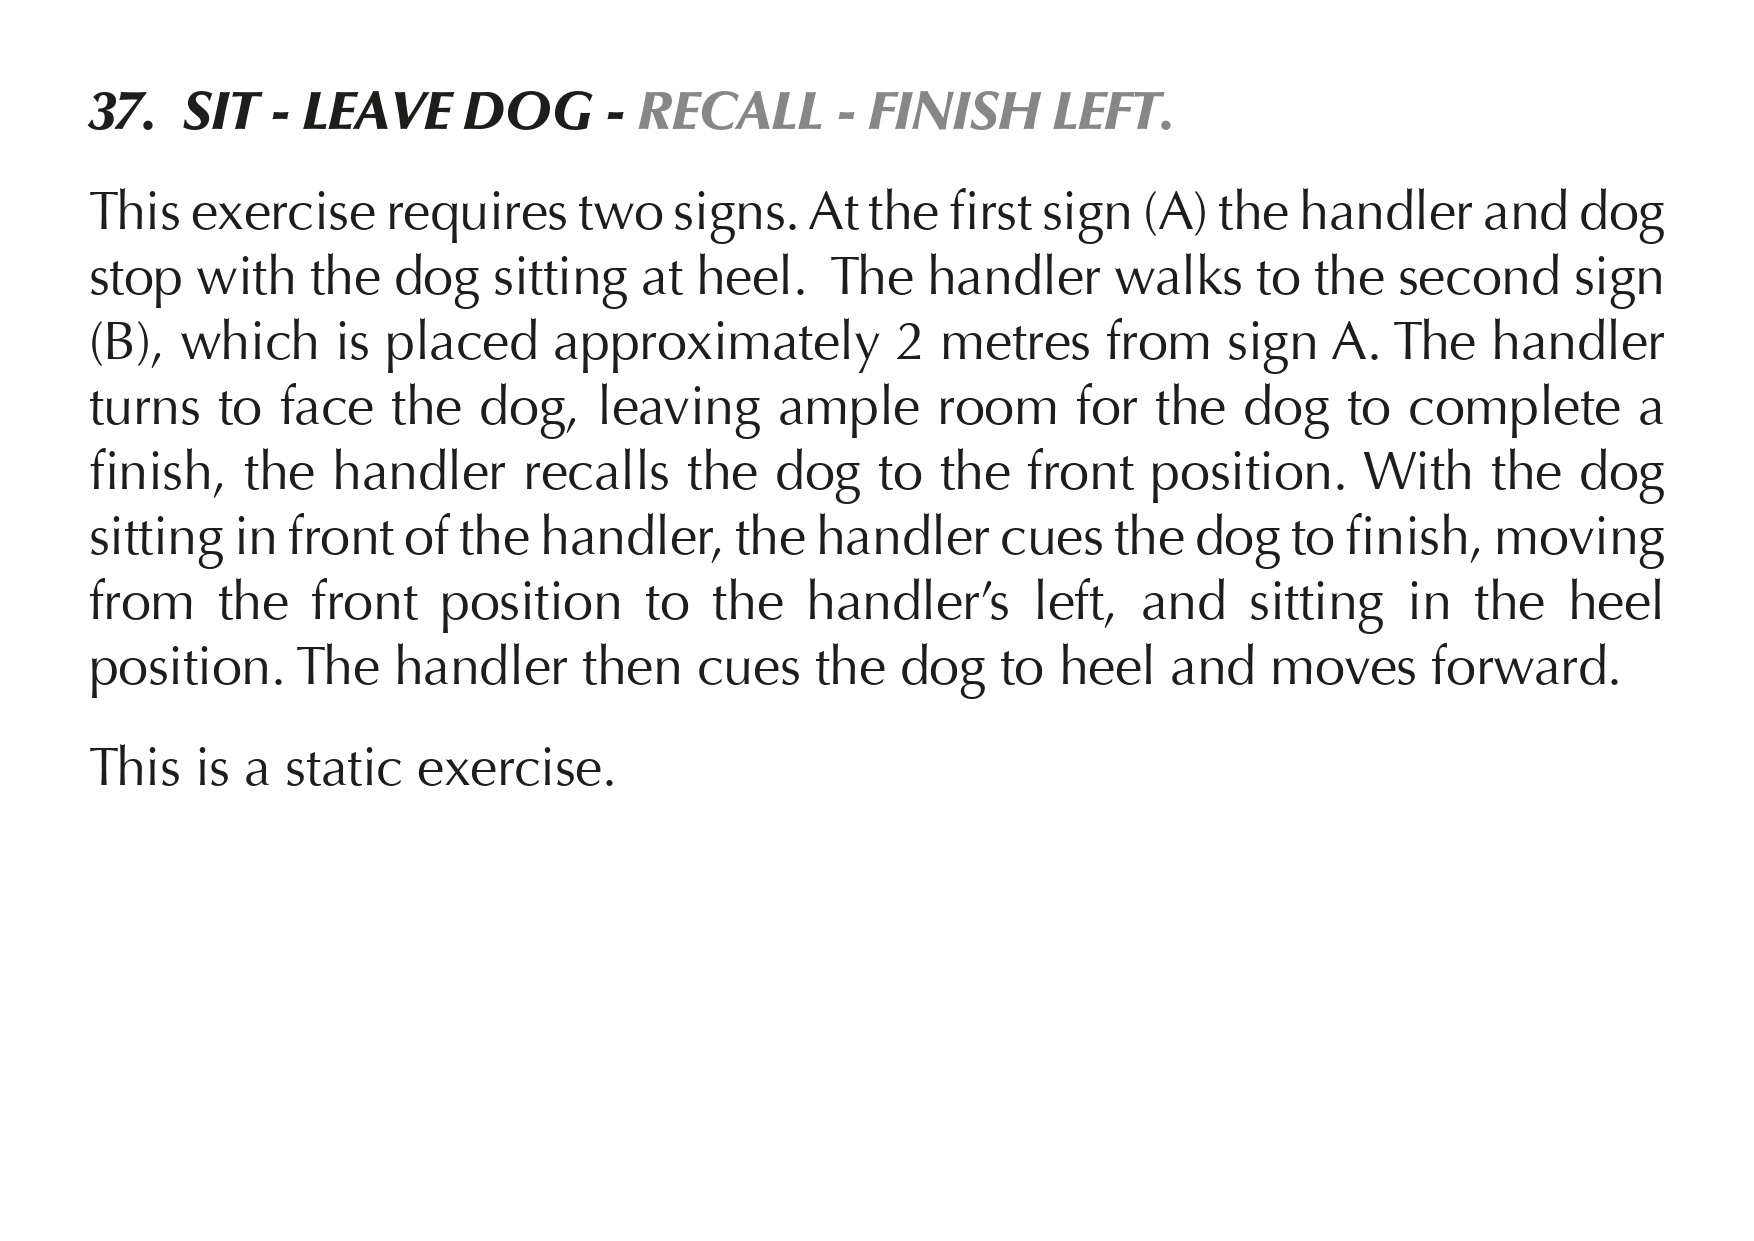 37. SIT - LEAVE DOG - RECALL - FINISH LEFT.
This exercise requires two signs. At the first sign (A) the handler and dog
stop with the dog sitting at heel. The handler walks to the second sign
(B), which is placed approximately 2 metres from sign A. The handler
turns to face the dog, leaving ample room for the dog to complete a
finish, the handler recalls the dog to the front position. With the dog
sitting in front of the handler, the handler cues the dog to finish, moving
from the front position to the handler’s left, and sitting in the heel
position. The handler then cues the dog to heel and moves forward.
This is a static exercise.